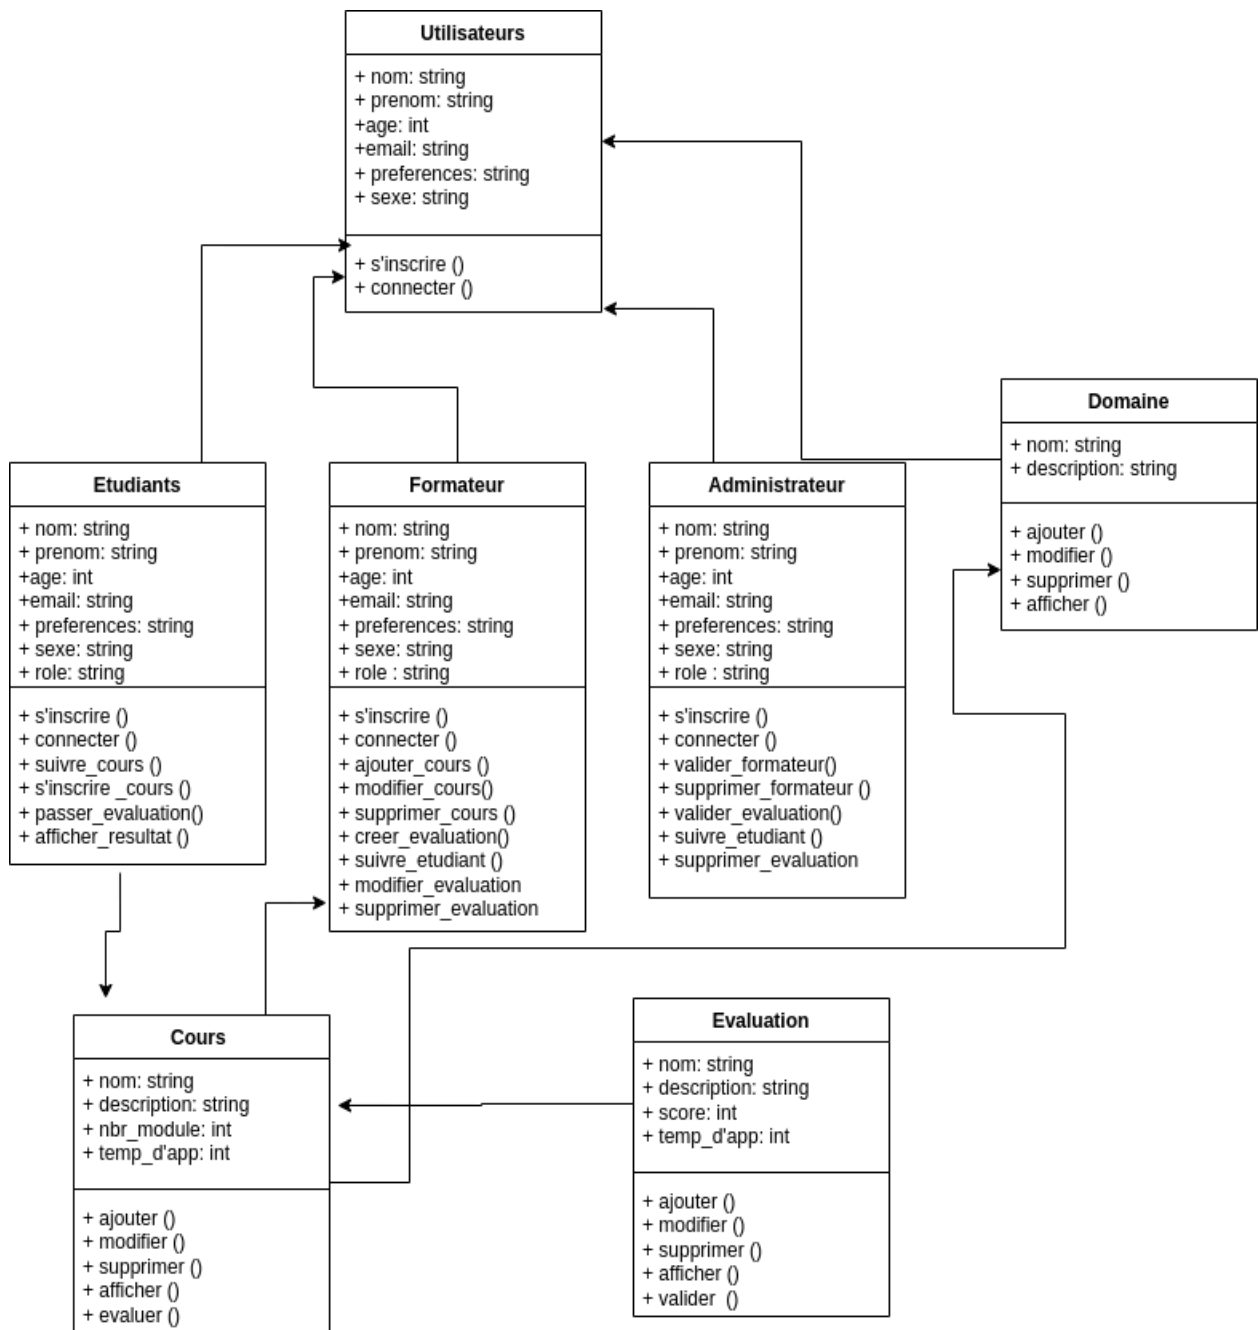 Utilisateurs
+ nom: string
+ prenom: string
+age: int
+email: string
+ preferences: string
+ sexe: string
+ s'inscrire ()
+ connecter ()
Domaine
+ nom: string
+ description: string
+ ajouter ()
+ modifier ()
+ supprimer ()
+ afficher ()
Etudiants
+ nom: string
+ prenom: string
+age: int
+email: string
+ preferences: string
+ sexe: string
+ role: string
+ s'inscrire ()
+ connecter ()
+ suivre_cours ()
+ s'inscrire _cours ()
+ passer_evaluation()
+ afficher_resultat ()
Formateur
+ nom: string
+ prenom: string
+age: int
+email: string
+ preferences: string
+ sexe: string
+ role : string
+ s'inscrire ()
+ connecter ()
+ ajouter_cours ()
+ modifier_cours()
+ supprimer_cours ()
+ creer_evaluation()
+ suivre_etudiant ()
+ modifier_evaluation
+ supprimer_evaluation
Administrateur
+ nom: string
+ prenom: string
+age: int
+email: string
+ preferences: string
+ sexe: string
+ role : string
+ s'inscrire ()
+ connecter ()
+ valider_formateur()
+ supprimer_formateur ()
+ valider_evaluation()
+ suivre_etudiant ()
+ supprimer_evaluation
Cours
+ nom: string
+ description: string
+ nbr_module: int
+ temp_d'app: int
+ ajouter ()
+ modifier ()
+ supprimer ()
+ afficher ()
+ evaluer ()
Evaluation
+ nom: string
+ description: string
+ score: int
+ temp_d'app: int
+ ajouter ()
+ modifier ()
+ supprimer ()
+ afficher ()
+ valider  ()